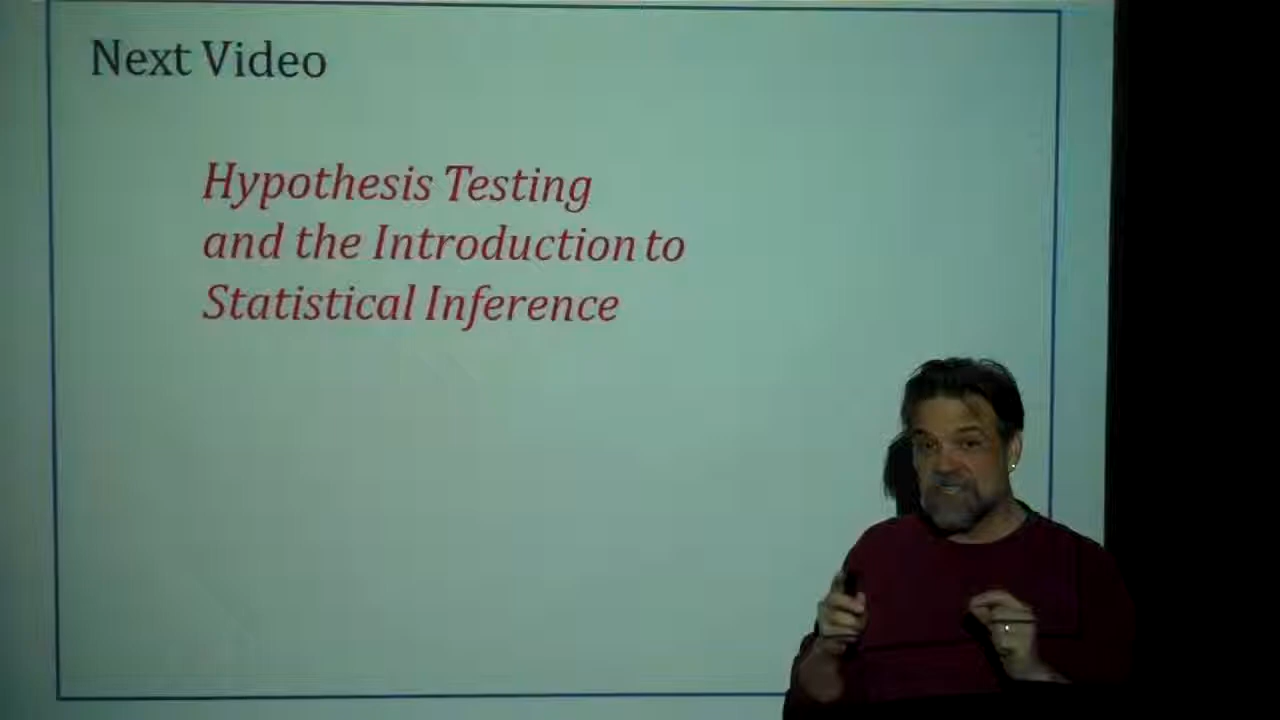 Next Video
Hypothesis Testing
and the Introduction to
Statistical Inference